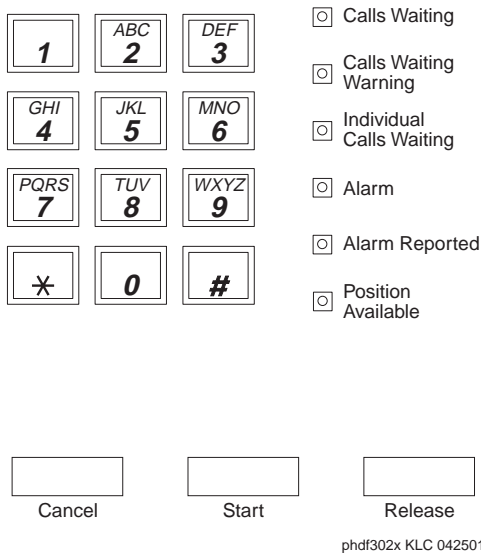 1
ABC
2
DEF
3
GHI
4
JKL
5
MNO
6
PQRS
7
TUV
8
WXYZ
9
*
0
#
Calls Waiting
Calls Waiting
Warning
Individual
Calls Waiting
Alarm
Alarm Reported
Position
Available
Cancel
Start
Release
phdf302x KLC 042501